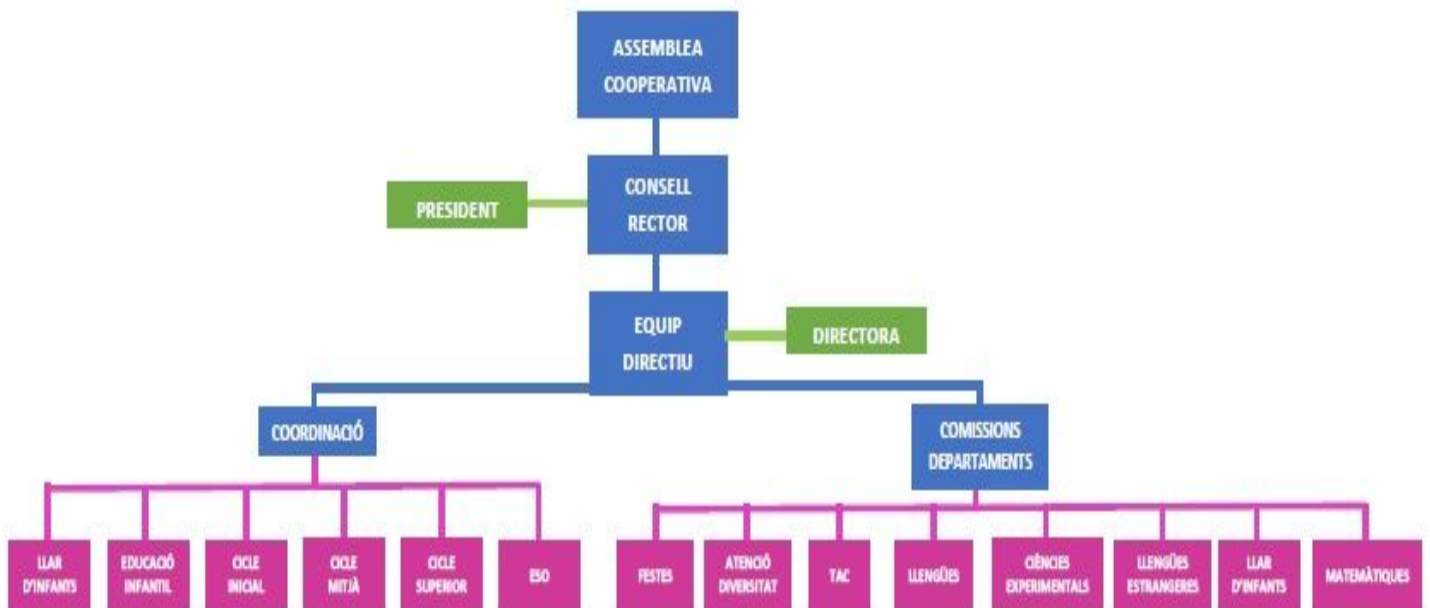 ASSEMBLEA
COOPERATIVA
CONSELL
RECTOR
PRESIDENT
EQUIP
DIRECTIU
DIRECTORA
COORDINACIÓ
COMISSIONS
DEPARTAMENTS
LLAR
D'INFANTS
EDUCACIÓ
INFANTIL
CICLE
INICIAL
CICLE
MITJÀ
CICLE
SUPERIOR
ESO
FESTES
ATENCIÓ
DIVERSITAT
TAC
LLENGÜES
CIÈNCIES
EXPERIMENTALS
LLENGÜES
ESTRANGERES
LLAR
D'INFANTS
MATEMÀTIQUES